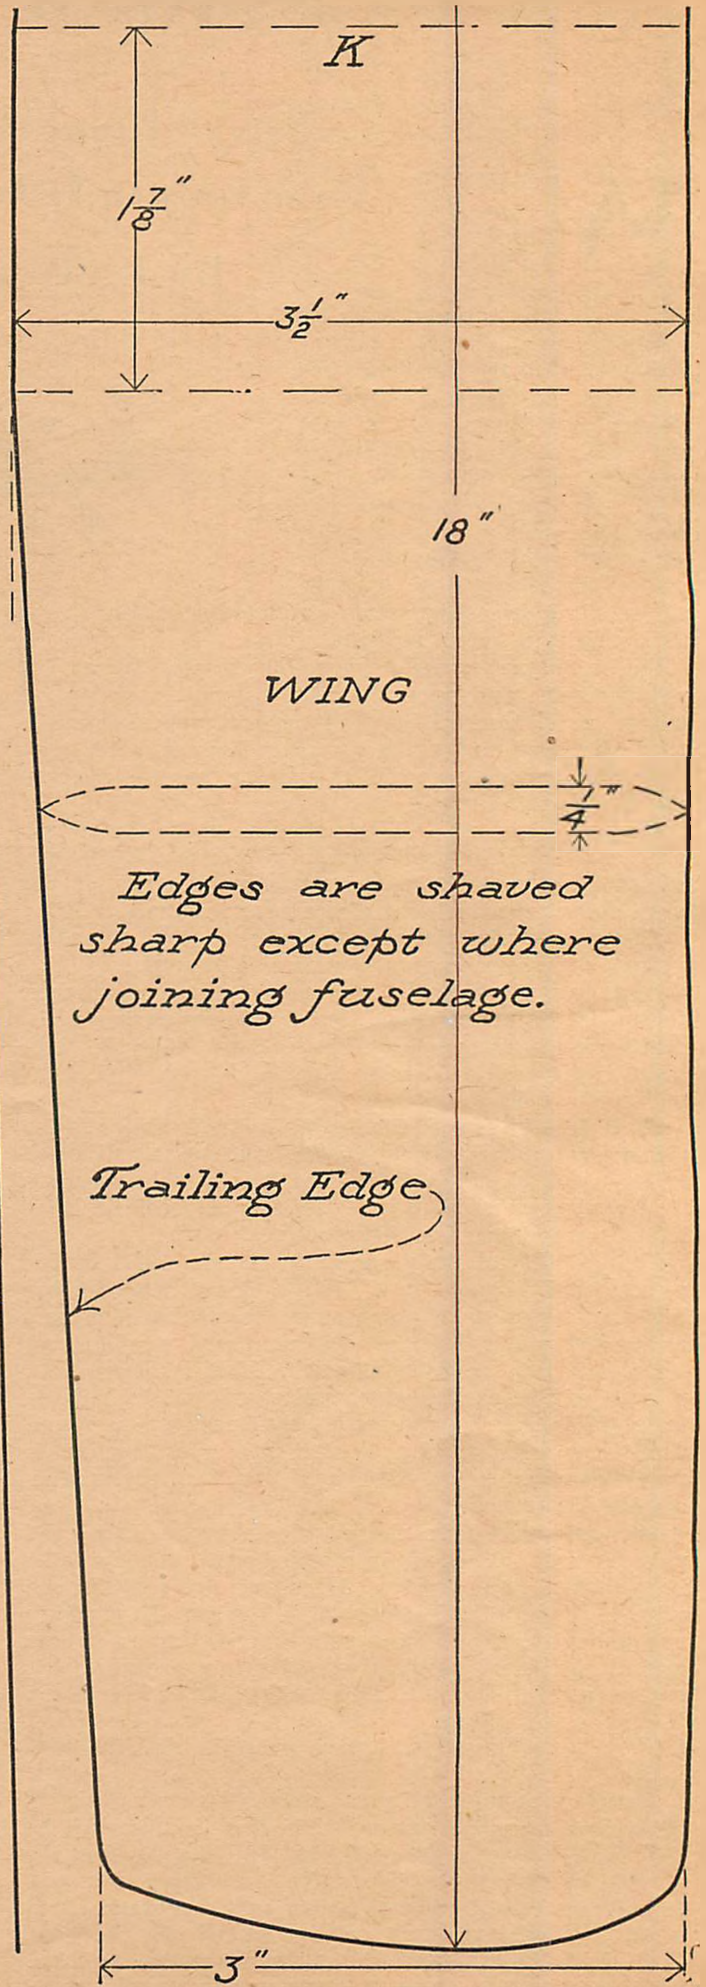 K
1 7/8"
3 1/2"
18"
WING
1/4"
Edges are shaved
sharp except where
joining fuselage.
Trailing Edge
3"